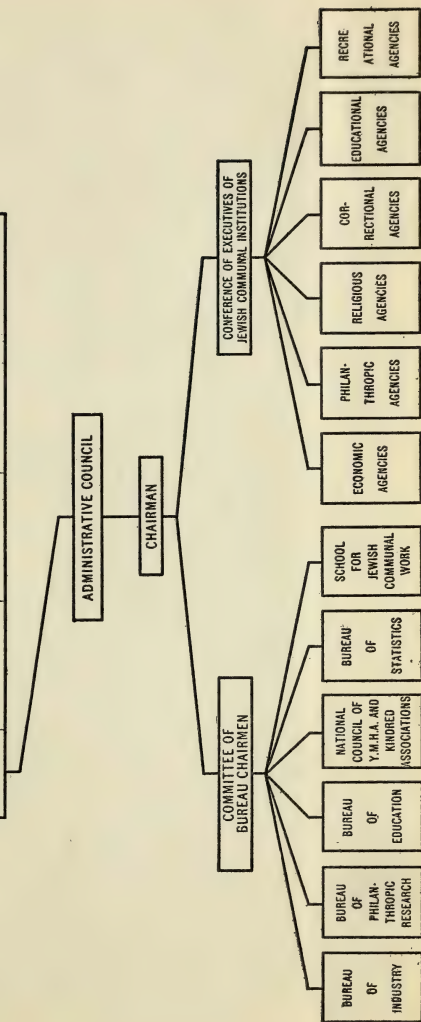 ADMINISTRATIVE COUNCIL
CHAIRMAN
COMMITTEE OF
BUREAU CHAIRMEN
CONFERENCE OF EXECUTIVES OF
JEWISH COMMUNAL INSTITUTIONS
BUREAU
OF
INDUSTRY
BUREAU
OF
PHILAN-
THROPIC
RESEARCH
BUREAU
OF
EDUCATION
NATIONAL
COUNCIL OF
Y.M.H.A. AND
KINDRED
ASSOCIATIONS
BUREAU
OF
STATISTICS
SCHOOL
FOR
JEWISH
COMMUNAL
WORK
ECONOMIC
AGENCIES
PHILAN-
THROPIC
AGENCIES
RELIGIOUS
AGENCIES
COR-
RECTIONAL
AGENCIES
EDUCATIONAL
AGENCIES
RECRE
ATIONAL
AGENCIES